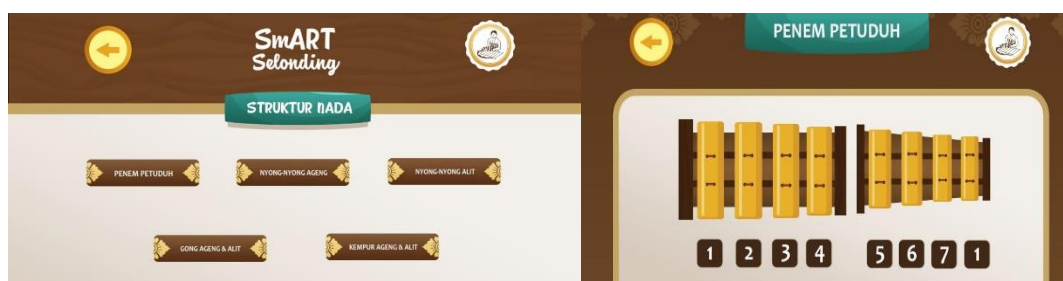 SmART
Selonding
STRUKTUR NADA
PENEM PETUDUH
NYONG-NYONG AGENG
NYONG-NYONG ALIT
GONG AGENG & ALIT
KEMPUR AGENG & ALIT
PENEM PETUDUH
1 2 3 4 5 6 7 1